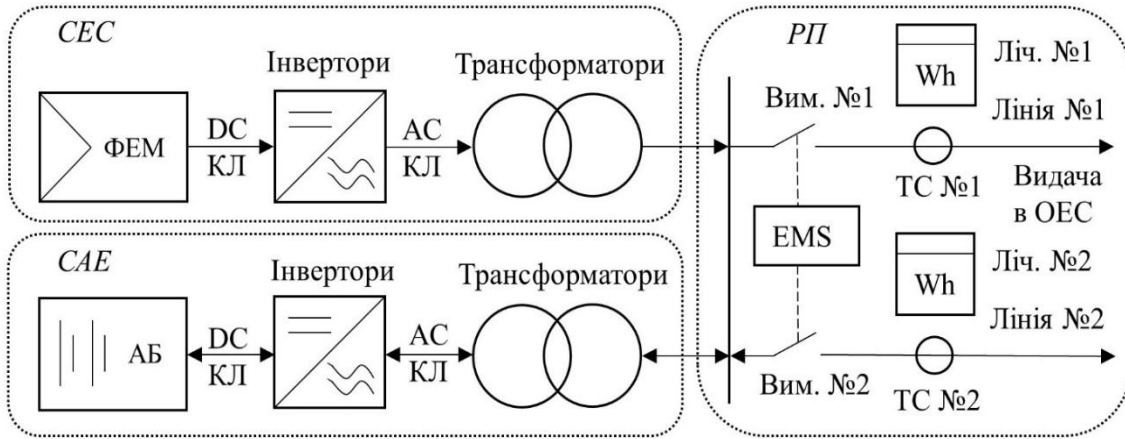 СЕС
Інвертори
Трансформатори
ФЕМ
DC
КЛ
AC
КЛ
САЕ
Інвертори
Трансформатори
АБ
DC
КЛ
AC
КЛ
РП
Вим. №1
Wh
Ліч. №1
Лінія №1
ТС №1
Видача
в ОЕС
EMS
Wh
Ліч. №2
Лінія №2
Вим. №2
ТС №2